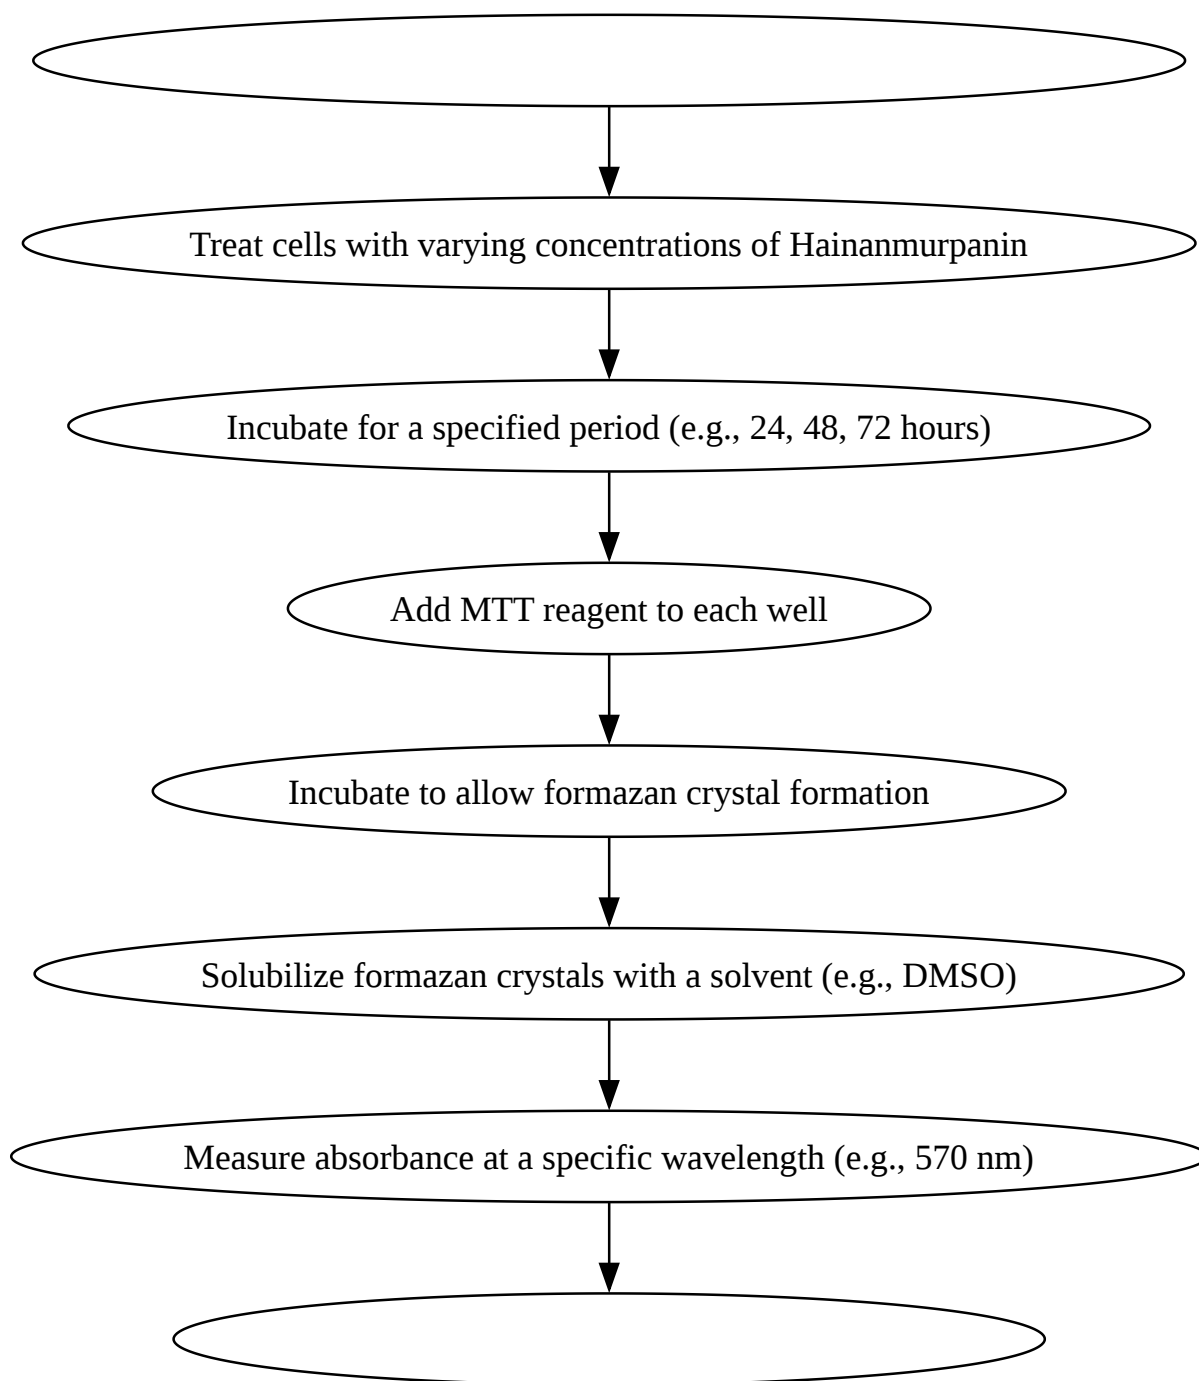 Treat cells with varying concentrations of Hainanmurpanin
Incubate for a specified period (e.g., 24, 48, 72 hours)
Add MTT reagent to each well
Incubate to allow formazan crystal formation
Solubilize formazan crystals with a solvent (e.g., DMSO)
Measure absorbance at a specific wavelength (e.g., 570 nm)